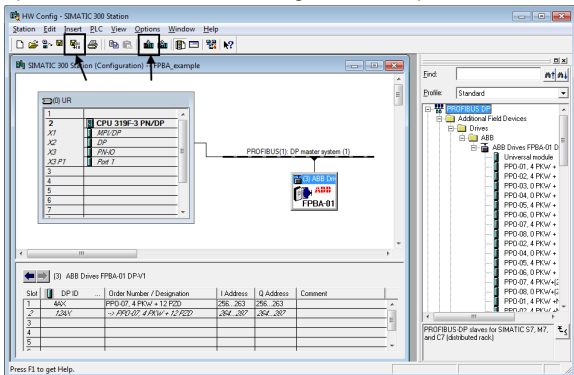 HW Config - SIMATIC 300 Station
Station Edit Insert PLC View Options Window Help
SIMATIC 300 Station (Configuration) -- FPBA_example
(0) UR
1
2 CPU 319F-3 PN/DP
X1 MPI/DP
X2 DP
X3 PN-IO
X3 P1 Port 1
3
4
5
6
7
PROFIBUS(1): DP master system (1)
(3) ABB Dri
ABB
FPBA-01
(3) ABB Drives FPBA-01 DP-V1
Slot DP ID ... Order Number / Designation I Address Q Address Comment
1 4AX PPO-07, 4 PKW + 12 PZD 256...263 256...263
2 12AX --> PPO-07, 4 PKW + 12 PZD 264...287 264...287
3
4
5
Find:
Profile: Standard
PROFIBUS DP
Additional Field Devices
Drives
ABB
ABB Drives FPBA-01 D
Universal module
PPO-01, 4 PKW +
PPO-02, 4 PKW +
PPO-03, 0 PKW +
PPO-04, 0 PKW +
PPO-05, 4 PKW +
PPO-06, 0 PKW +
PPO-07, 4 PKW +
PPO-08, 0 PKW +
PPO-02, 4 PKW +
PPO-04, 0 PKW +
PPO-05, 4 PKW +
PPO-06, 0 PKW +
PPO-07, 4 PKW+(2
PPO-08, 0 PKW+(2
PPO-01, 4 PKW +N
PPO-02, 4 PKW +N
PROFIBUS-DP slaves for SIMATIC S7, M7,
and C7 (distributed rack)
Press F1 to get Help.